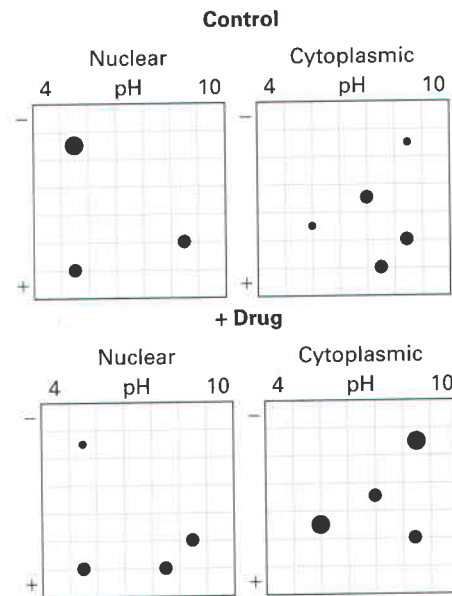 Control
Nuclear Cytoplasmic
4 pH 10 4 pH 10
− −
+ +
+ Drug
Nuclear Cytoplasmic
4 pH 10 4 pH 10
− −
+ +